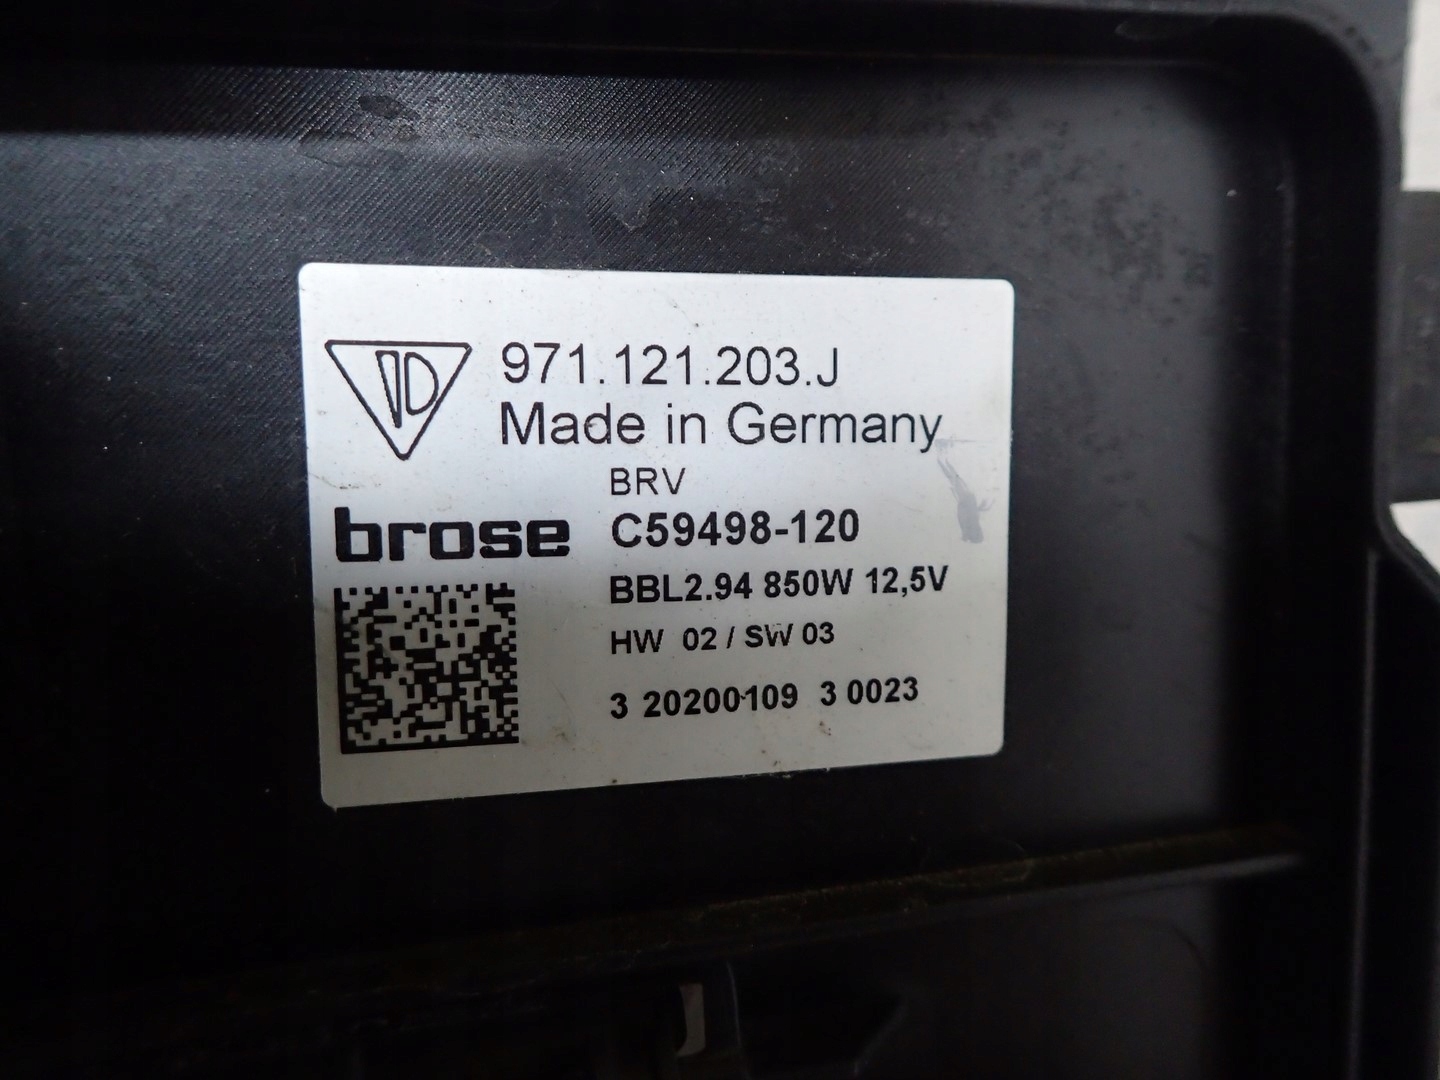 971.121.203.J
Made in Germany
BRV
brose C59498-120
BBL2.94 850W 12,5V
HW 02 / SW 03
3 20200109 3 0023